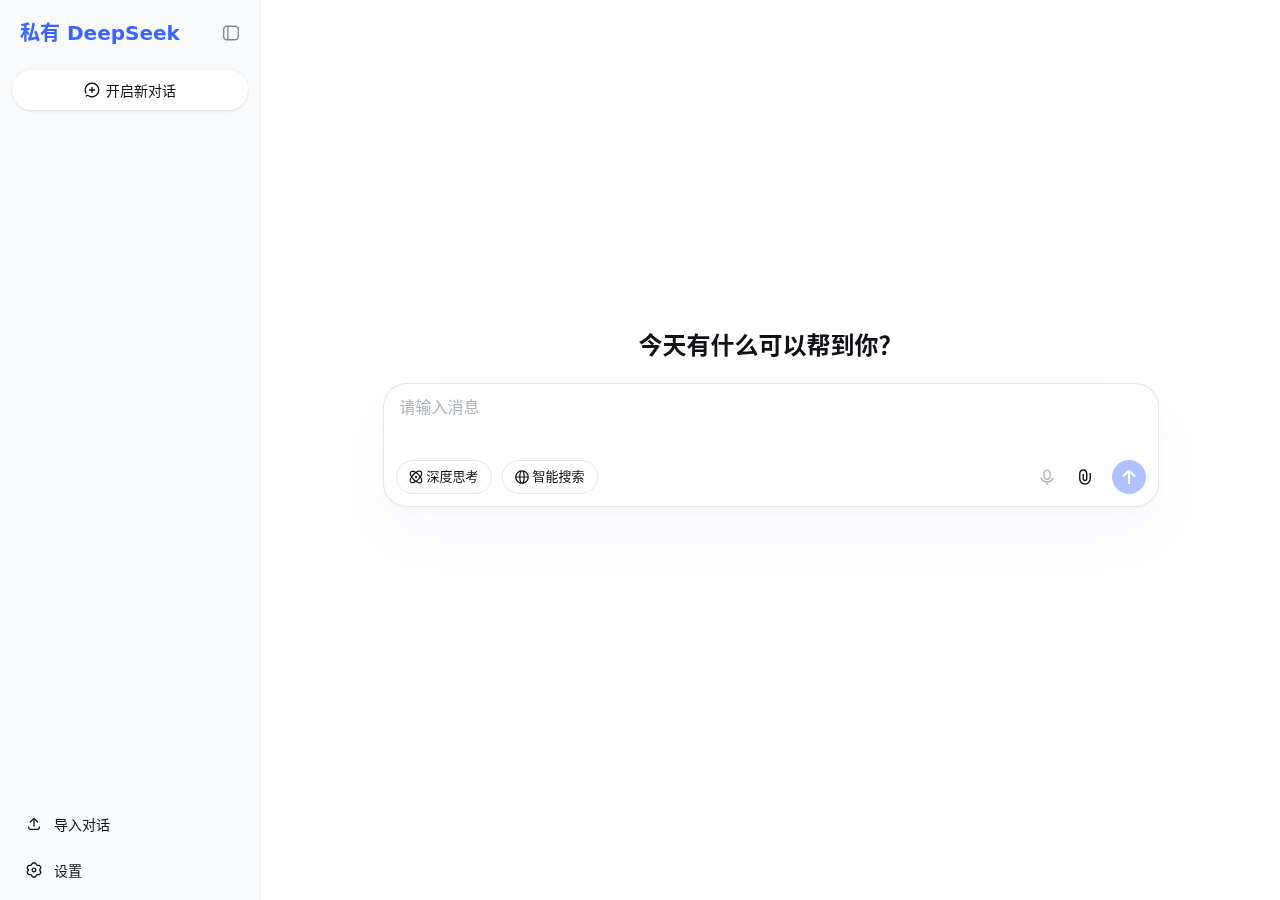 私有 DeepSeek
开启新对话
今天有什么可以帮到你?
请输入消息
深度思考
智能搜索
导入对话
设置